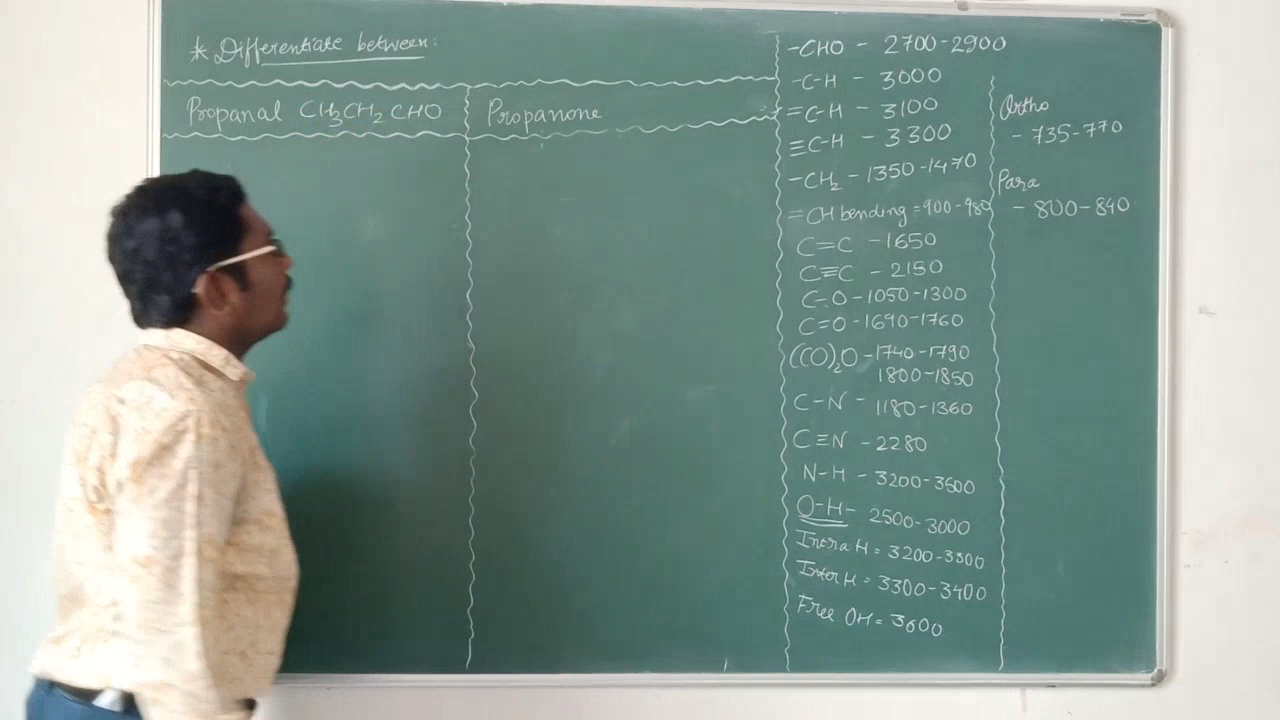 * Differentiate between:
Propanal CH3CH2CHO
Propanone
-CHO - 2700-2900
-C-H - 3000
=C-H - 3100
≡C-H - 3300
-CH2 - 1350-1470
=CH bending = 900-980
C=C - 1650
C≡C - 2150
C-O - 1050-1300
C=O - 1690-1760
(CO)2O - 1740-1790
1800-1850
C-N - 1180-1360
C≡N - 2280
N-H - 3200-3600
O-H - 2500-3000
Intra H = 3200-3300
Inter H = 3300-3400
Free OH = 3600
Ortho
- 735-770
Para
- 800-840